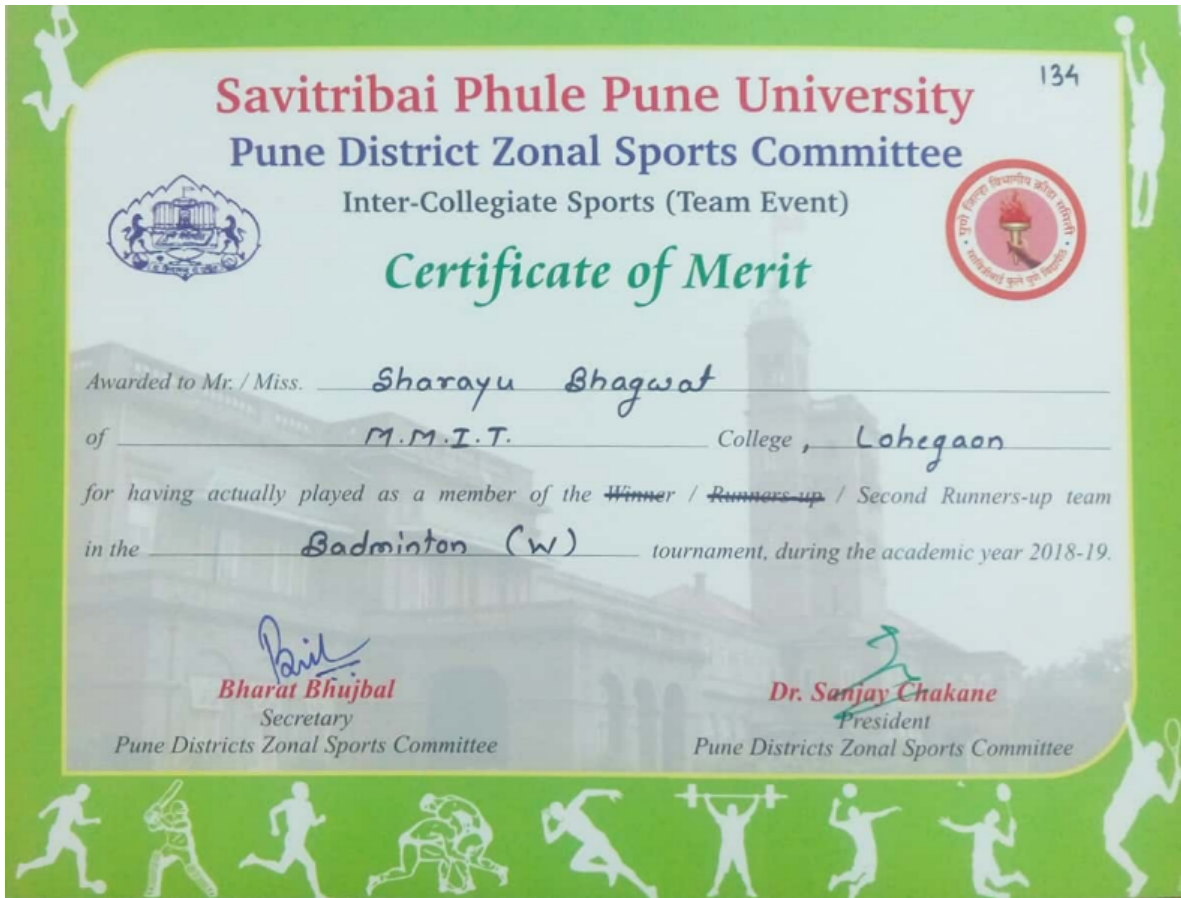 134
Savitribai Phule Pune University
Pune District Zonal Sports Committee
Inter-Collegiate Sports (Team Event)
पुणे जिल्हा विभागीय क्रीडा समिती
सावित्रीबाई फुले पुणे विद्यापीठ
Certificate of Merit
Awarded to Mr. / Miss. Sharayu Bhagwat
of M.M.I.T. College, Lohegaon
for having actually played as a member of the Winner / Runners-up / Second Runners-up team
in the Badminton (W) tournament, during the academic year 2018-19.
Bharat Bhujbal
Secretary
Pune Districts Zonal Sports Committee
Dr. Sanjay Chakane
President
Pune Districts Zonal Sports Committee